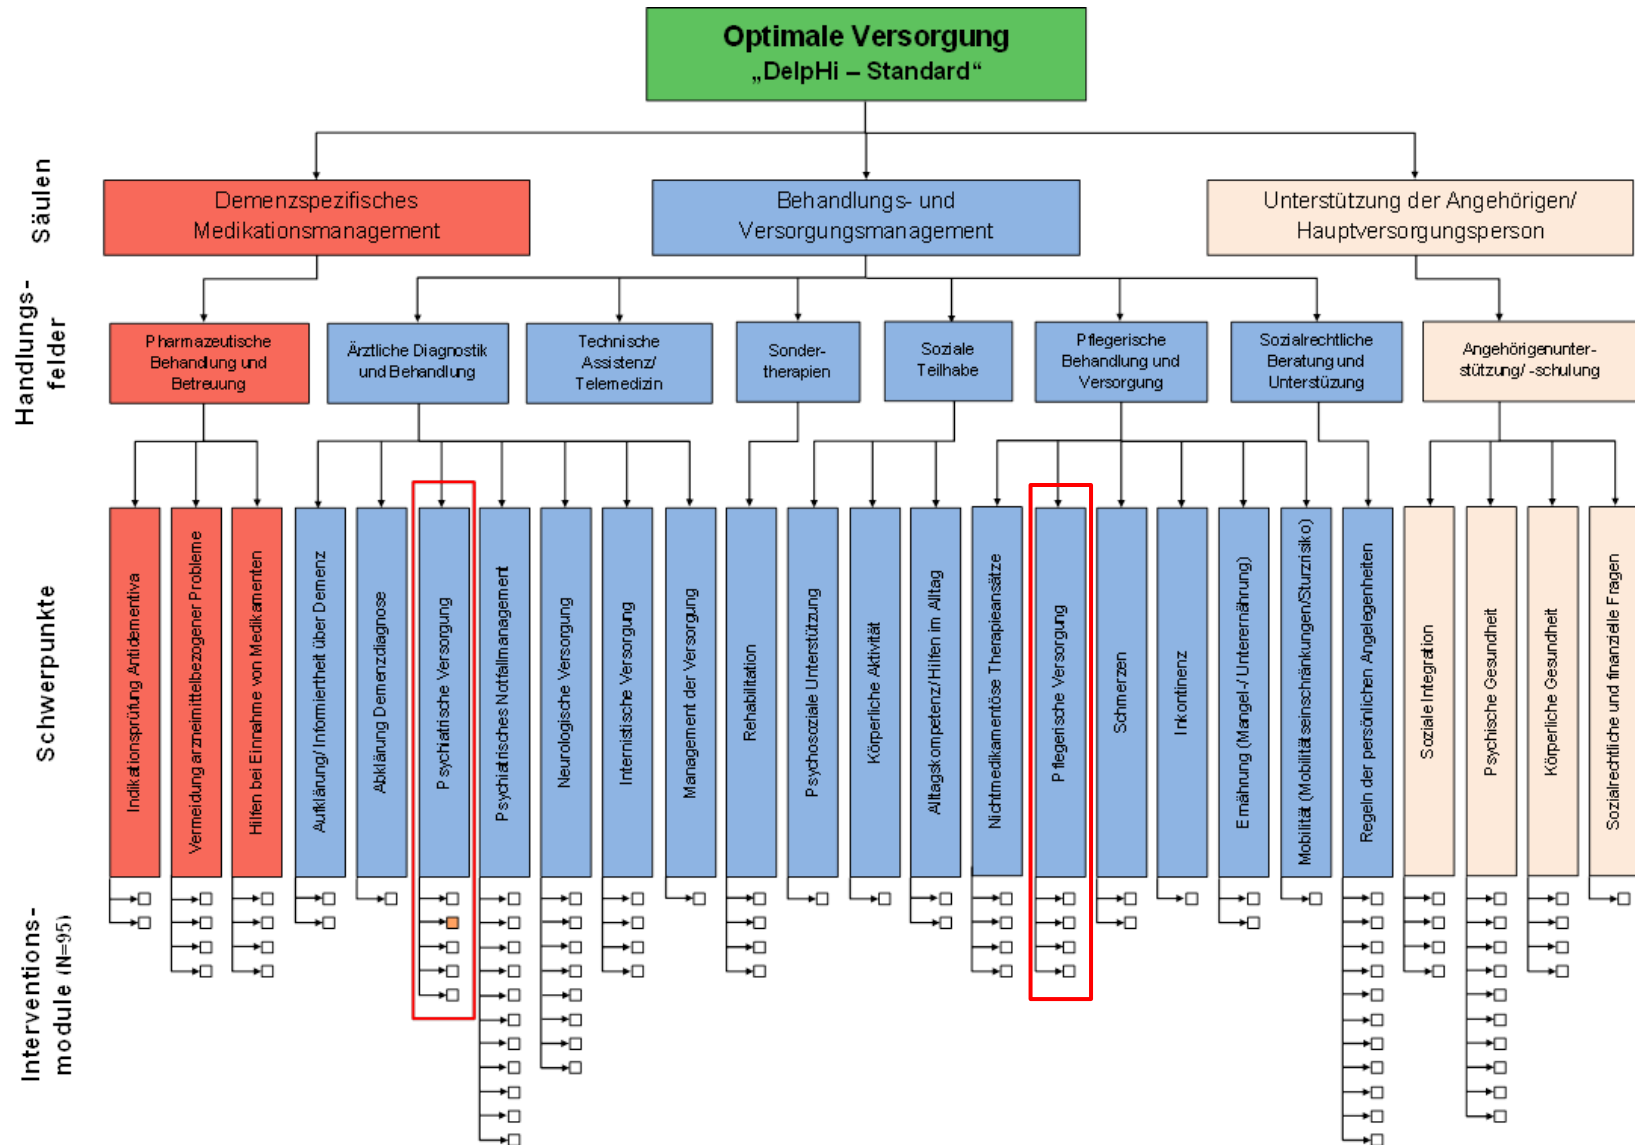 Optimale Versorgung
„DelpHi – Standard“
Säulen
Demenzspezifisches
Medikationsmanagement
Behandlungs- und
Versorgungsmanagement
Unterstützung der Angehörigen/
Hauptversorgungsperson
Handlungs-
felder
Pharmazeutische
Behandlung und
Betreuung
Ärztliche Diagnostik
und Behandlung
Technische
Assistenz/
Telemedizin
Sonder-
therapien
Soziale
Teilhabe
Pflegerische
Behandlung und
Versorgung
Sozialrechtliche
Beratung und
Unterstüzung
Angehörigenunter-
stützung/ -schulung
Schwerpunkte
Indikationsprüfung Antidementiva
Vermeidung arzneimittelbezogener Probleme
Hilfen bei Einnahme von Medikamenten
Aufklärung/ Informiertheit über Demenz
Abklärung Demenzdiagnose
Psychiatrische Versorgung
Psychiatrisches Notfallmanagement
Neurologische Versorgung
Internistische Versorgung
Management der Versorgung
Rehabilitation
Psychosoziale Unterstützung
Körperliche Aktivität
Alltagskompetenz/ Hilfen im Alltag
Nichtmedikamentöse Therapieansätze
Pflegerische Versorgung
Schmerzen
Inkontinenz
Ernährung (Mangel-/ Unterernährung)
Mobilität (Mobilitätseinschränkungen/Sturzrisiko)
Regeln der persönlichen Angelegenheiten
Soziale Integration
Psychische Gesundheit
Körperliche Gesundheit
Sozialrechtliche und finanzielle Fragen
Interventions-
module (N=95)